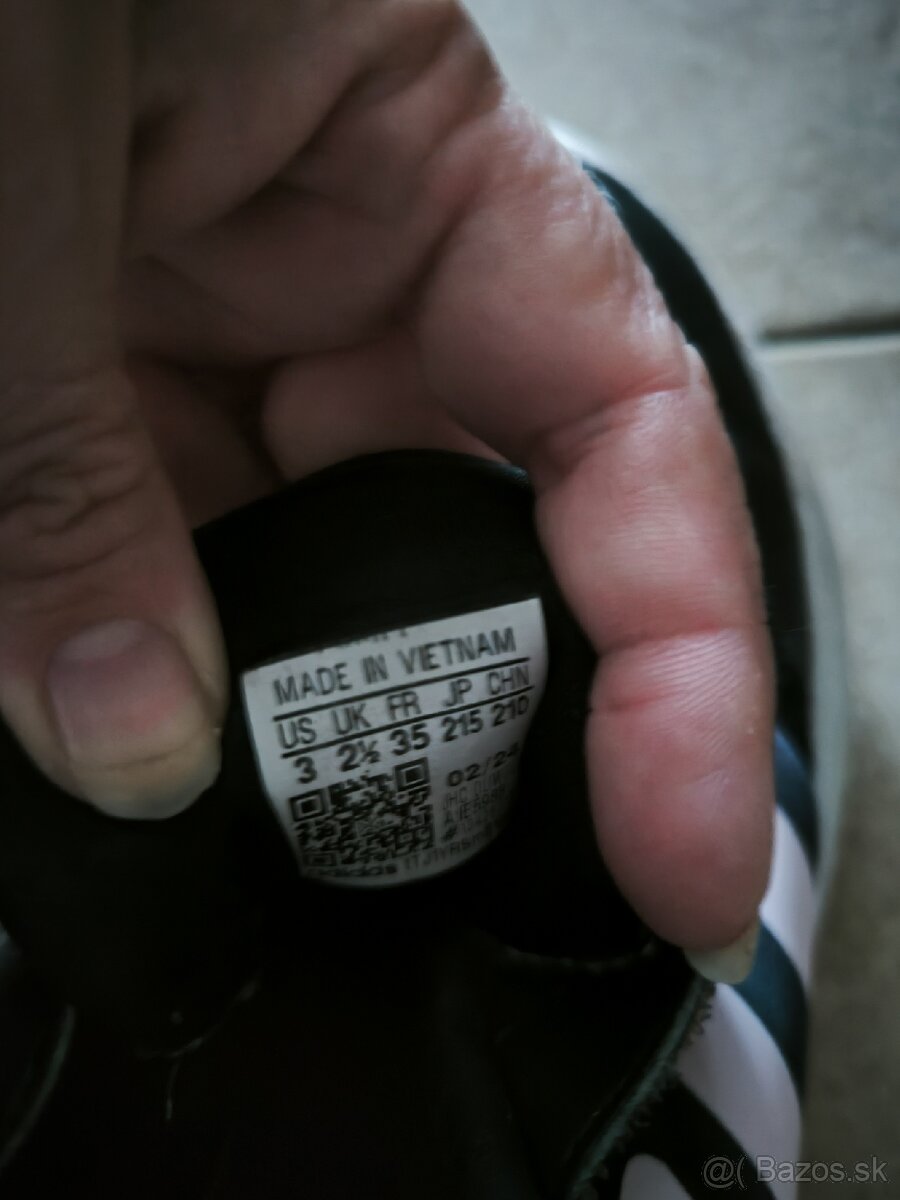 MADE IN VIETNAM
US UK FR JP CHN
3 2½ 35 215 210
02/24
adidas
@( Bazos.sk